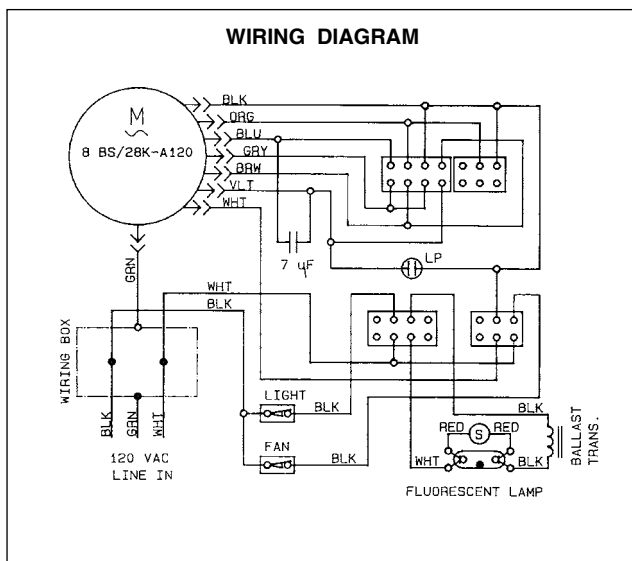 WIRING DIAGRAM
M
8 BS/28K-A120
BLK
ORG
BLU
GRY
BRW
VLT
WHT
GRN
7 uF
LP
WHT
BLK
WIRING BOX
BLK
GRN
WHT
120 VAC
LINE IN
LIGHT
BLK
FAN
BLK
BLK
RED
S
RED
WHT
BLK
BALLAST
TRANS.
FLUORESCENT LAMP